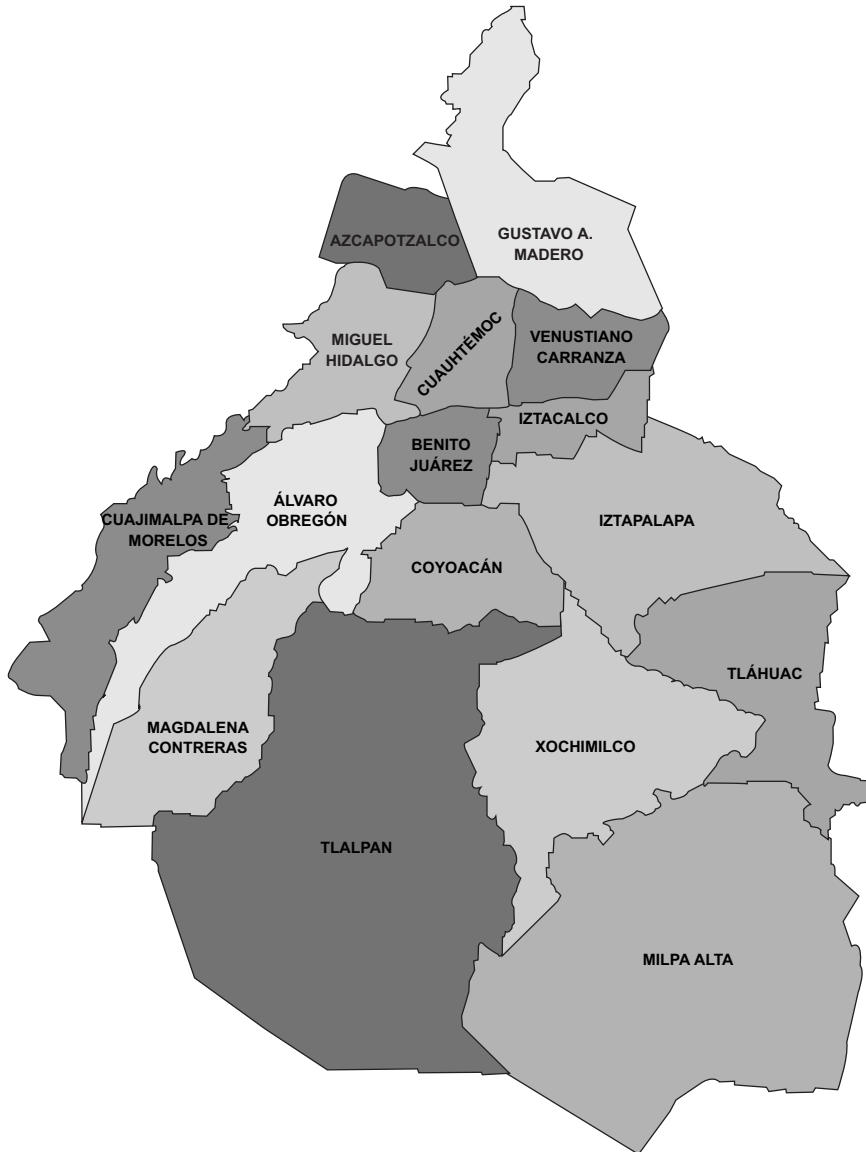 GUSTAVO A.
MADERO
AZCAPOTZALCO
MIGUEL
HIDALGO
CUAUHTÉMOC
VENUSTIANO
CARRANZA
IZTACALCO
BENITO
JUÁREZ
CUAJIMALPA DE
MORELOS
ÁLVARO
OBREGÓN
IZTAPALAPA
COYOACÁN
TLÁHUAC
MAGDALENA
CONTRERAS
XOCHIMILCO
TLALPAN
MILPA ALTA